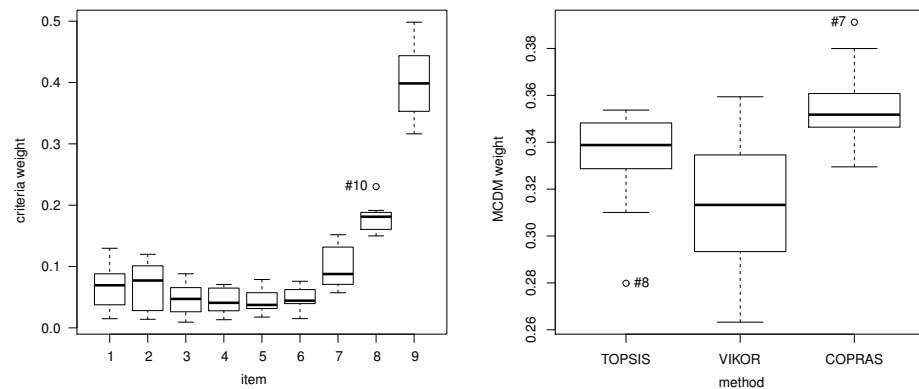 0.5
0.4
0.3
0.2
0.1
0.0
criteria weight
#10
1 2 3 4 5 6 7 8 9
item
0.38
0.36
0.34
0.32
0.30
0.28
0.26
MCDM weight
#7
#8
TOPSIS VIKOR COPRAS
method